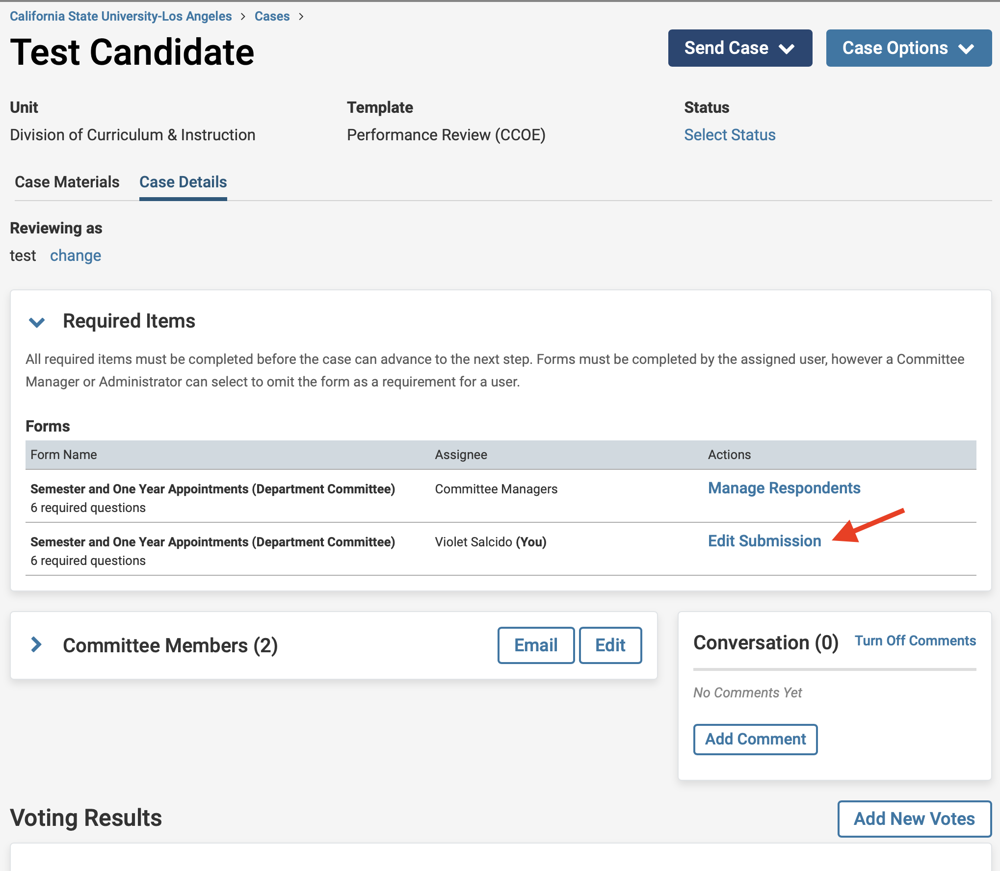 California State University-Los Angeles > Cases >
Test Candidate
Send Case
Case Options
Unit
Division of Curriculum & Instruction
Template
Performance Review (CCOE)
Status
Select Status
Case Materials
Case Details
Reviewing as
test change
Required Items
All required items must be completed before the case can advance to the next step. Forms must be completed by the assigned user, however a Committee
Manager or Administrator can select to omit the form as a requirement for a user.
Forms
Form Name Assignee Actions
Semester and One Year Appointments (Department Committee) Committee Managers Manage Respondents
6 required questions
Semester and One Year Appointments (Department Committee) Violet Salcido (You) Edit Submission
6 required questions
Committee Members (2)
Email
Edit
Conversation (0) Turn Off Comments
No Comments Yet
Add Comment
Voting Results
Add New Votes